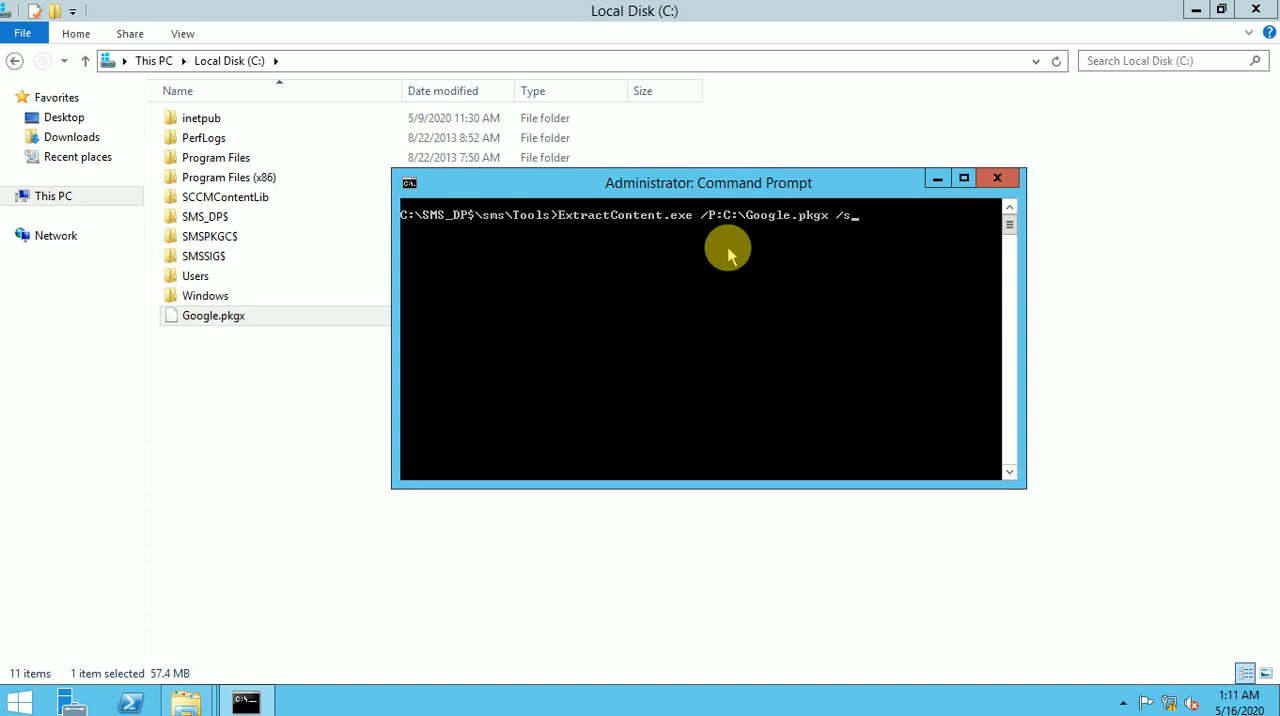 Local Disk (C:)
File Home Share View
This PC Local Disk (C:) Search Local Disk (C:)
Name Date modified Type Size
Favorites
Desktop
Downloads
Recent places
This PC
Network
inetpub 5/9/2020 11:30 AM File folder
PerfLogs 8/22/2013 8:52 AM File folder
Program Files 8/22/2013 7:50 AM File folder
Program Files (x86)
SCCMContentLib
SMS_DP$
SMSPKGC$
SMSSIG$
Users
Windows
Google.pkgx
Administrator: Command Prompt
C:\SMS_DP$\sms\Tools>ExtractContent.exe /P:C:\Google.pkgx /s_
11 items 1 item selected 57.4 MB
1:11 AM
5/16/2020